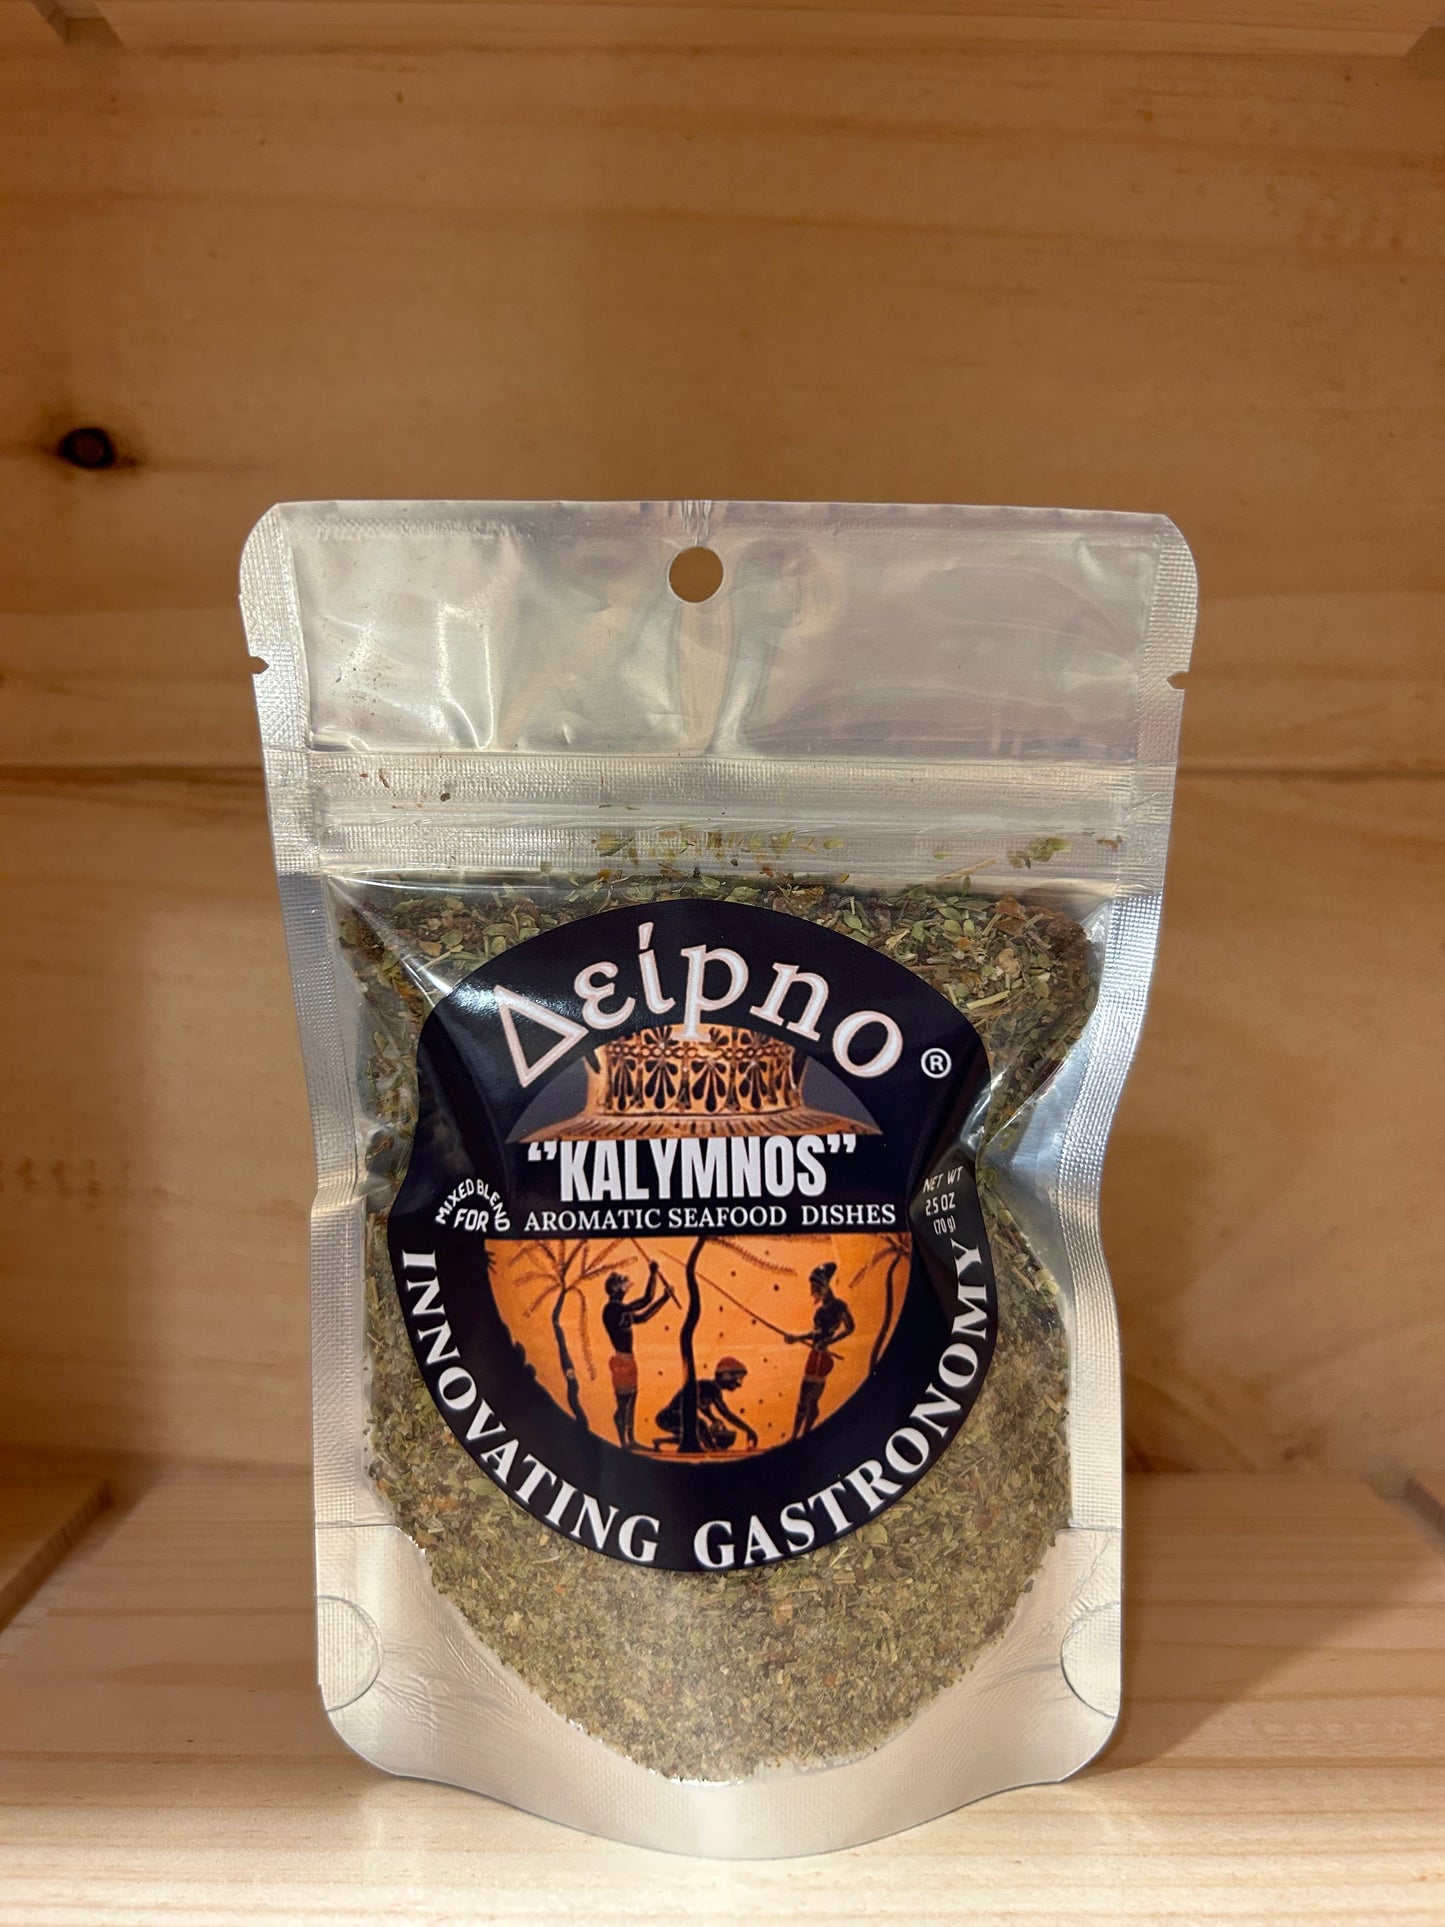 Δείρνο
®
“KALYMNOS”
MIXED BLEND
FOR
AROMATIC SEAFOOD DISHES
NET WT
2.5 OZ
(70 g)
INNOVATING GASTRONOMY